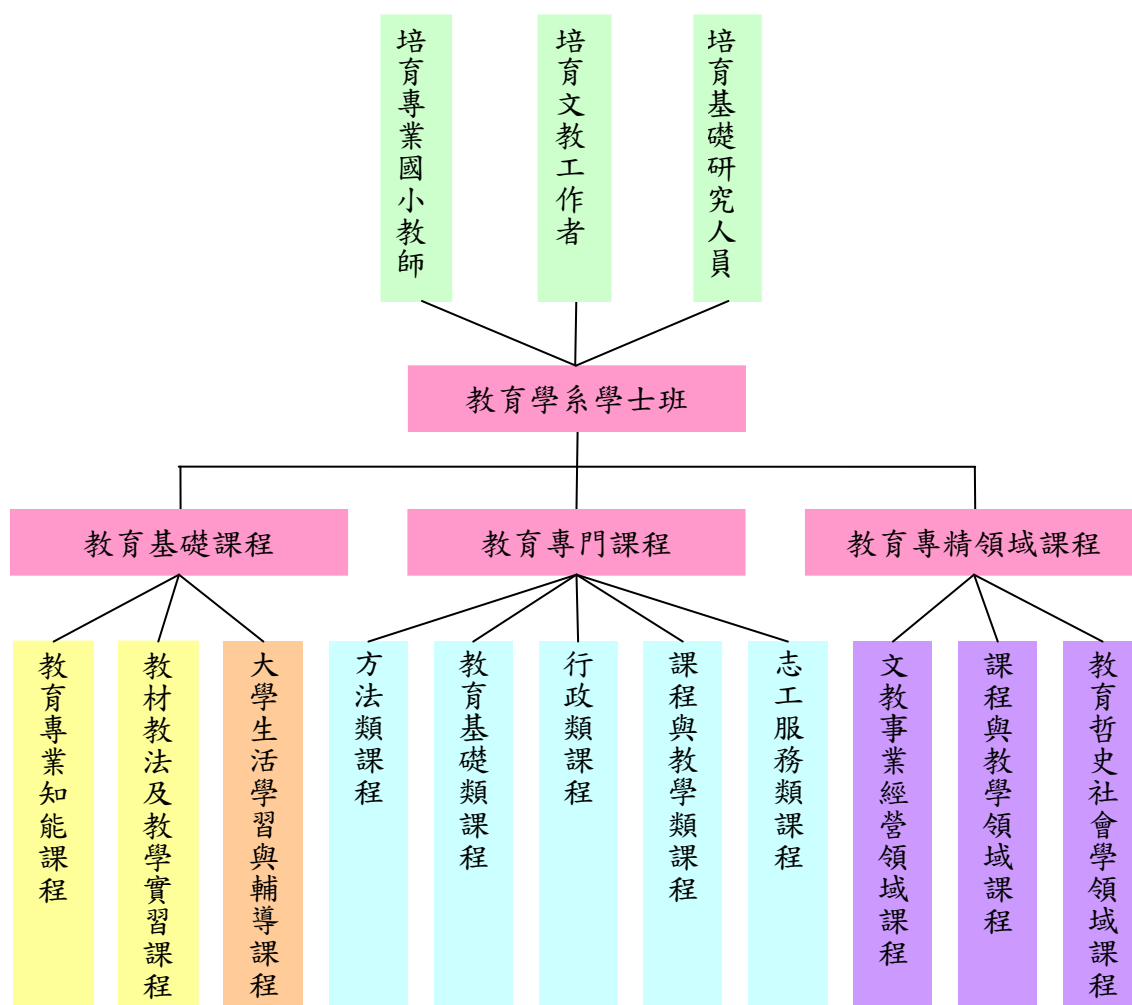 培育專業國小教師
培育文教工作者
培育基礎研究人員
教育學系學士班
教育基礎課程
教育專門課程
教育專精領域課程
教育專業知能課程
教材教法及教學實習課程
大學生活學習與輔導課程
方法類課程
教育基礎類課程
行政類課程
課程與教學類課程
志工服務類課程
文教事業經營領域課程
課程與教學領域課程
教育哲史社會學領域課程